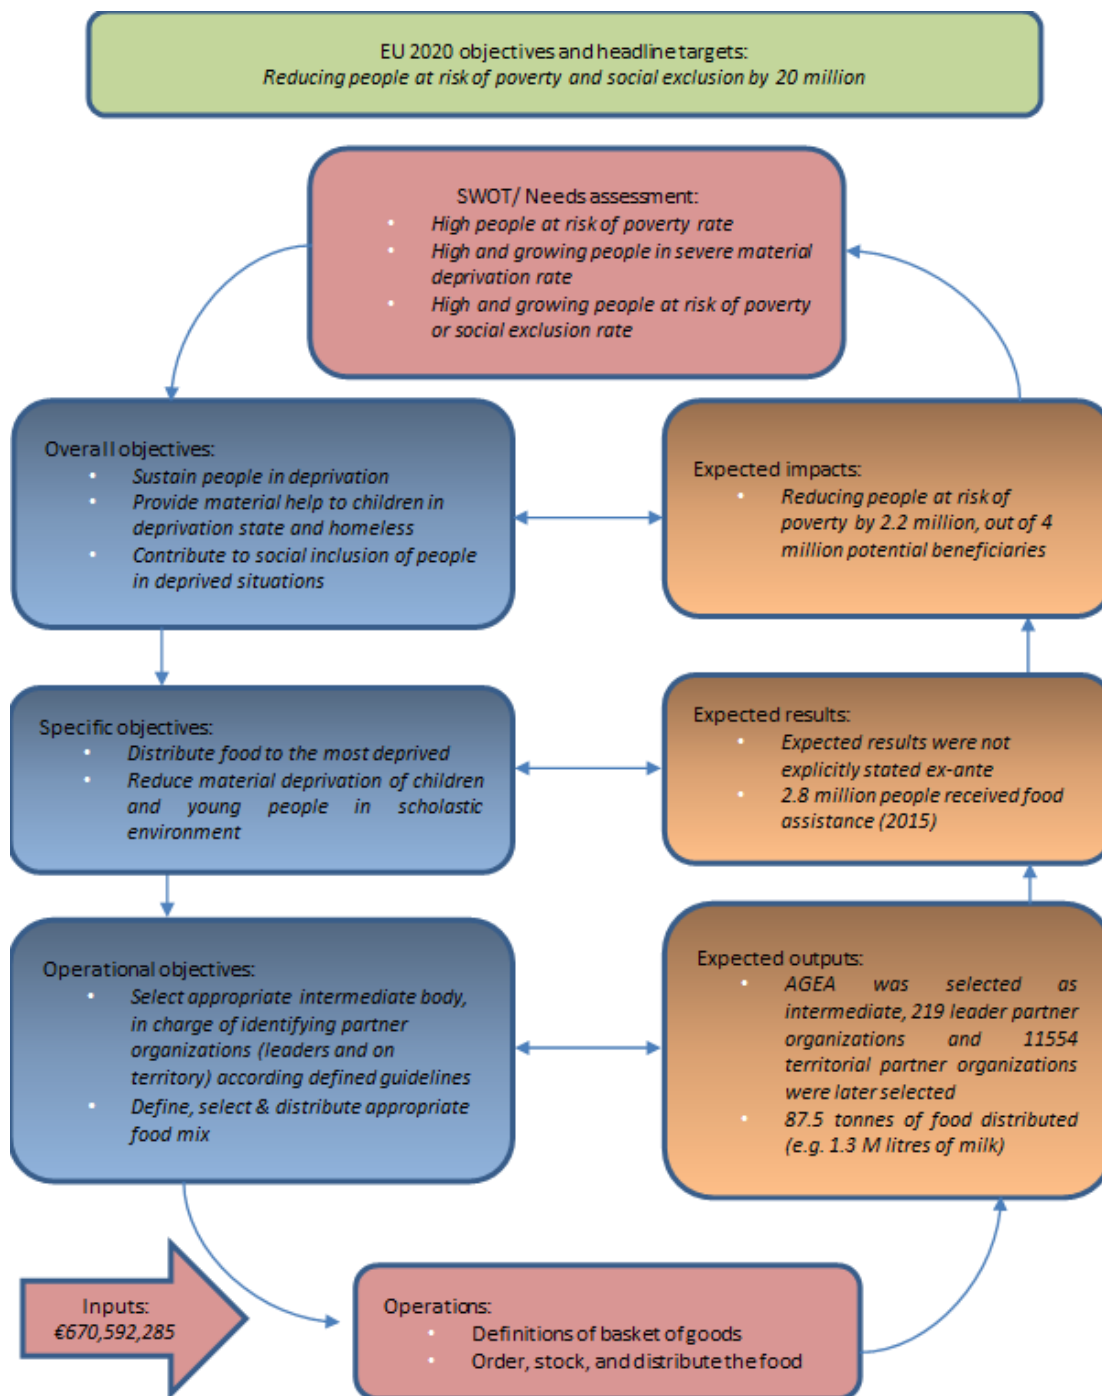 EU 2020 objectives and headline targets:
Reducing people at risk of poverty and social exclusion by 20 million
SWOT/ Needs assessment:
• High people at risk of poverty rate
• High and growing people in severe material
deprivation rate
• High and growing people at risk of poverty
or social exclusion rate
Overall objectives:
• Sustain people in deprivation
• Provide material help to children in
deprivation state and homeless
• Contribute to social inclusion of people
in deprived situations
Expected impacts:
• Reducing people at risk of
poverty by 2.2 million, out of 4
million potential beneficiaries
Specific objectives:
• Distribute food to the most deprived
• Reduce material deprivation of children
and young people in scholastic
environment
Expected results:
• Expected results were not
explicitly stated ex-ante
• 2.8 million people received food
assistance (2015)
Operational objectives:
• Select appropriate intermediate body,
in charge of identifying partner
organizations (leaders and on
territory) according defined guidelines
• Define, select & distribute appropriate
food mix
Expected outputs:
• AGEA was selected as
intermediate, 219 leader partner
organizations and 11554
territorial partner organizations
were later selected
• 87.5 tonnes of food distributed
(e.g. 1.3 M litres of milk)
Inputs:
€670,592,285
Operations:
• Definitions of basket of goods
• Order, stock, and distribute the food